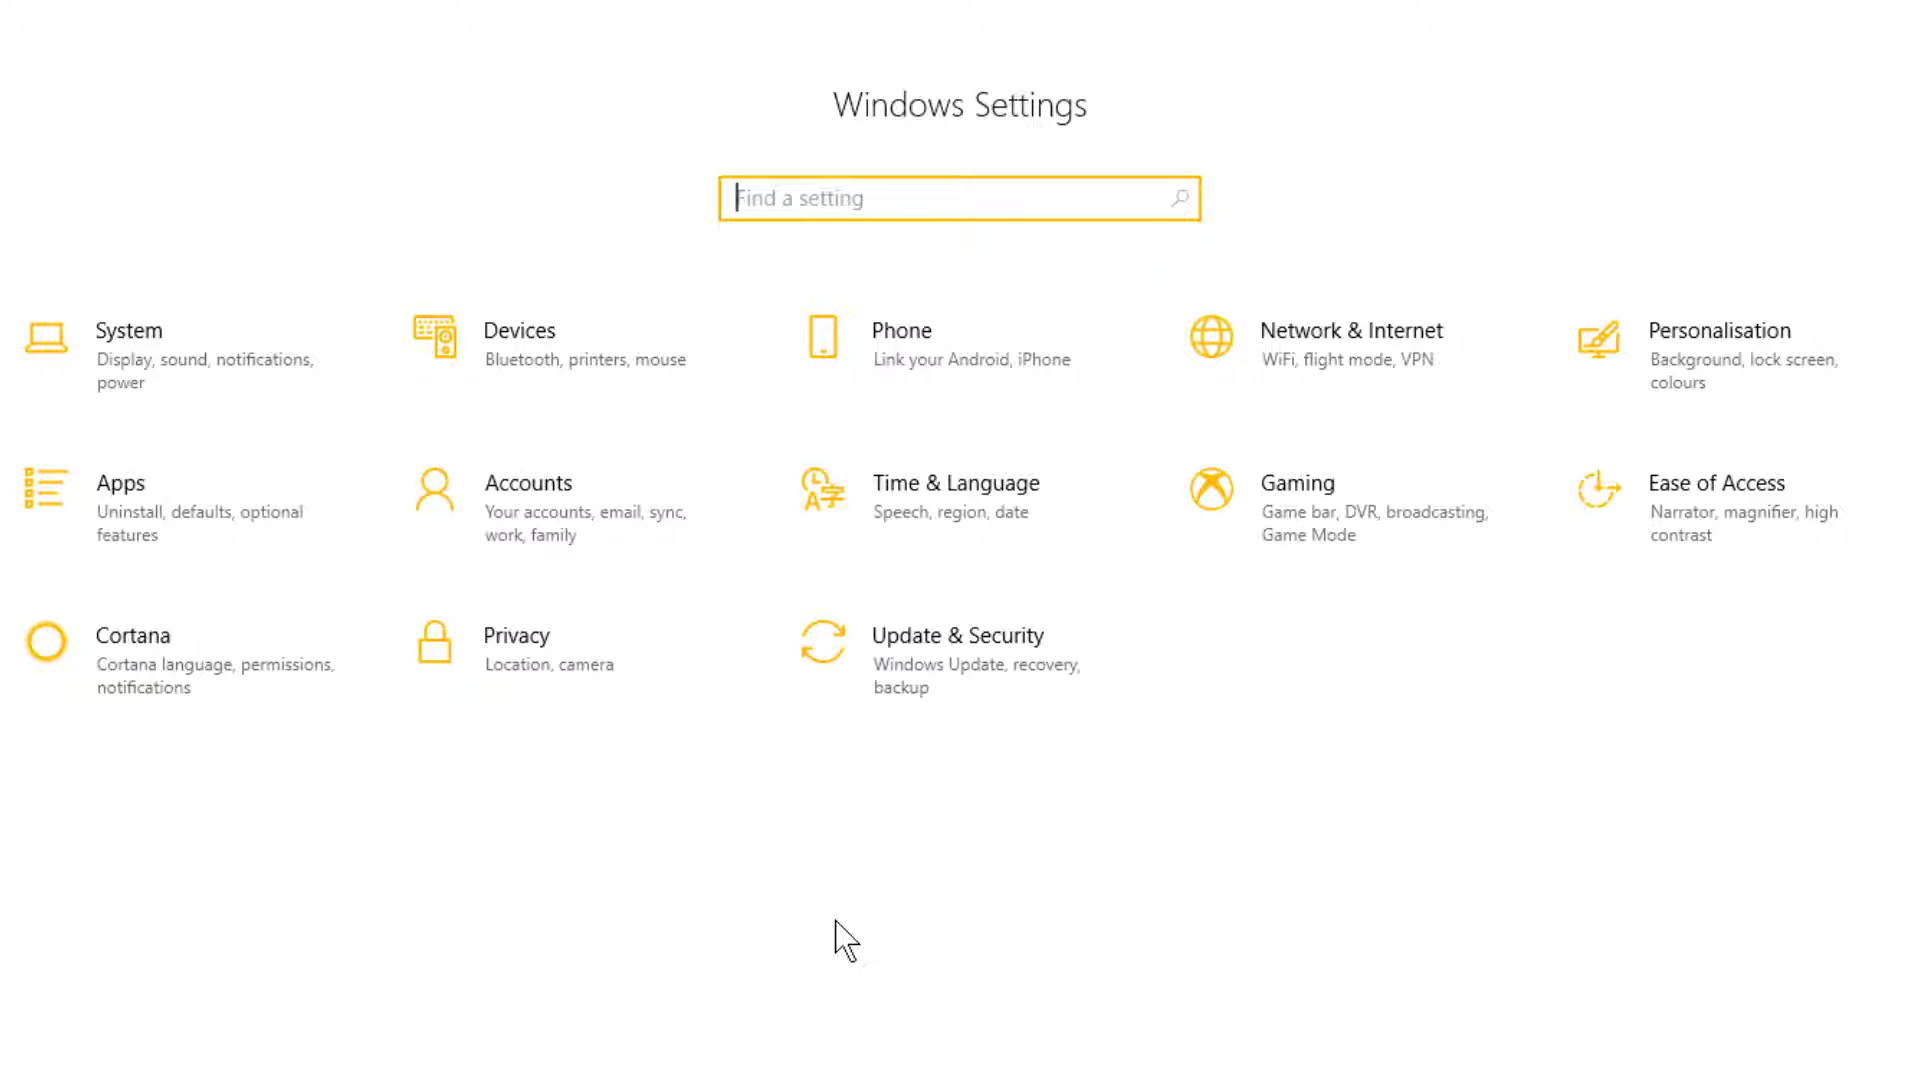 Windows Settings
Find a setting
System
Display, sound, notifications,
power
Devices
Bluetooth, printers, mouse
Phone
Link your Android, iPhone
Network & Internet
WiFi, flight mode, VPN
Personalisation
Background, lock screen,
colours
Apps
Uninstall, defaults, optional
features
Accounts
Your accounts, email, sync,
work, family
Time & Language
Speech, region, date
Gaming
Game bar, DVR, broadcasting,
Game Mode
Ease of Access
Narrator, magnifier, high
contrast
Cortana
Cortana language, permissions,
notifications
Privacy
Location, camera
Update & Security
Windows Update, recovery,
backup